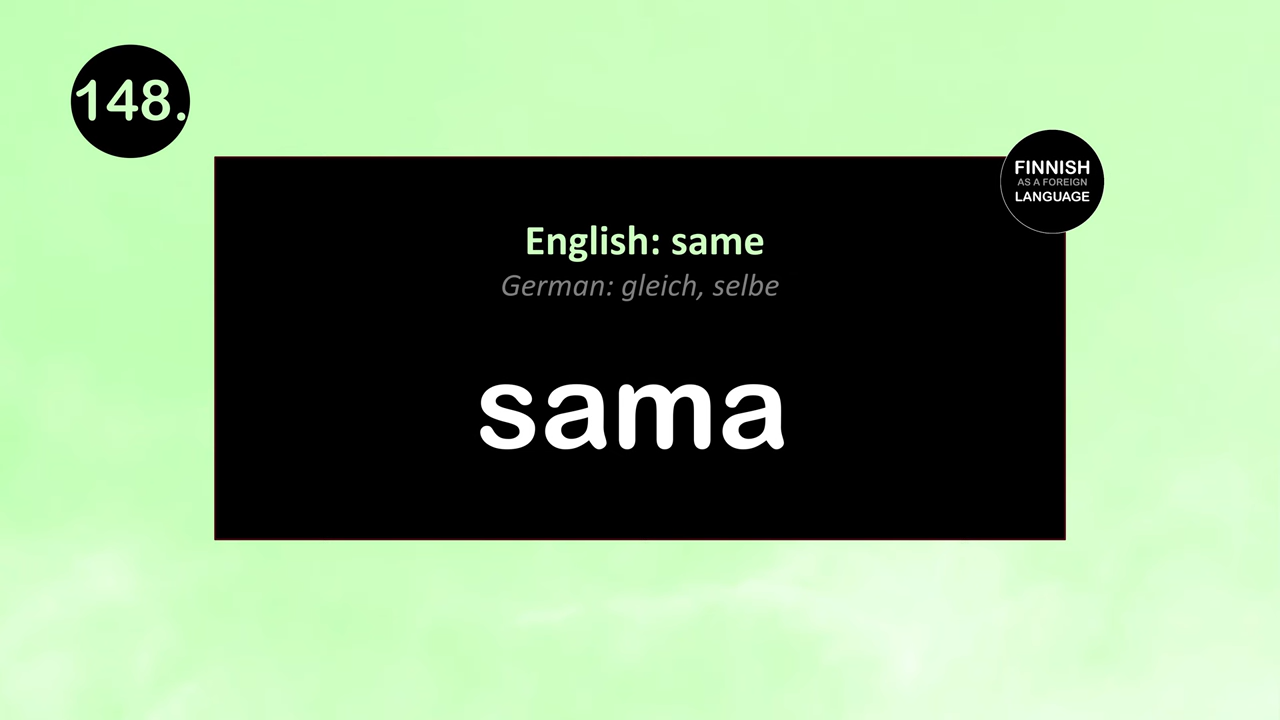 148.
FINNISH
AS A FOREIGN
LANGUAGE
English: same
German: gleich, selbe
sama